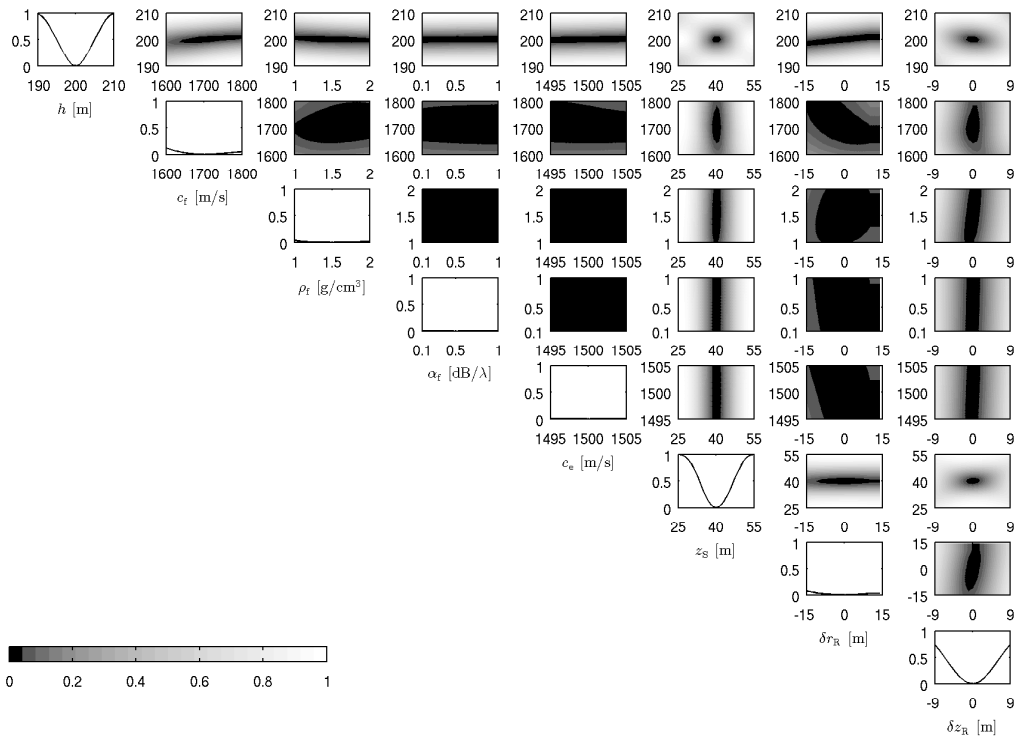 1 210 210 210 210 210 210 210
0.5 200 200 200 200 200 200 200
0 190 190 190 190 190 190 190
190 200 210 1600 1700 1800 1 1.5 2 0.1 0.5 1 1495 1500 1505 25 40 55 -15 0 15 -9 0 9
h [m]
1 1800 1800 1800 1800 1800 1800
0.5 1700 1700 1700 1700 1700 1700
0 1600 1600 1600 1600 1600 1600
1600 1700 1800 1 1.5 2 0.1 0.5 1 1495 1500 1505 25 40 55 -15 0 15 -9 0 9
c_f [m/s]
1 2 2 2 2 2
0.5 1.5 1.5 1.5 1.5 1.5
0 1 1 1 1 1
1 1.5 2 0.1 0.5 1 1495 1500 1505 25 40 55 -15 0 15 -9 0 9
ρ_f [g/cm³]
1 1 1 1 1
0.5 0.5 0.5 0.5 0.5
0 0.1 0.1 0.1 0.1
0.1 0.5 1 1495 1500 1505 25 40 55 -15 0 15 -9 0 9
α_f [dB/λ]
1 1505 1505 1505
0.5 1500 1500 1500
0 1495 1495 1495
1495 1500 1505 25 40 55 -15 0 15 -9 0 9
c_e [m/s]
1 55 55
0.5 40 40
0 25 25
25 40 55 -15 0 15 -9 0 9
z_S [m]
1 15
0.5 0
0 -15
-15 0 15 -9 0 9
δr_R [m]
1
0.5
0
0 0.2 0.4 0.6 0.8 1
-9 0 9
δz_R [m]